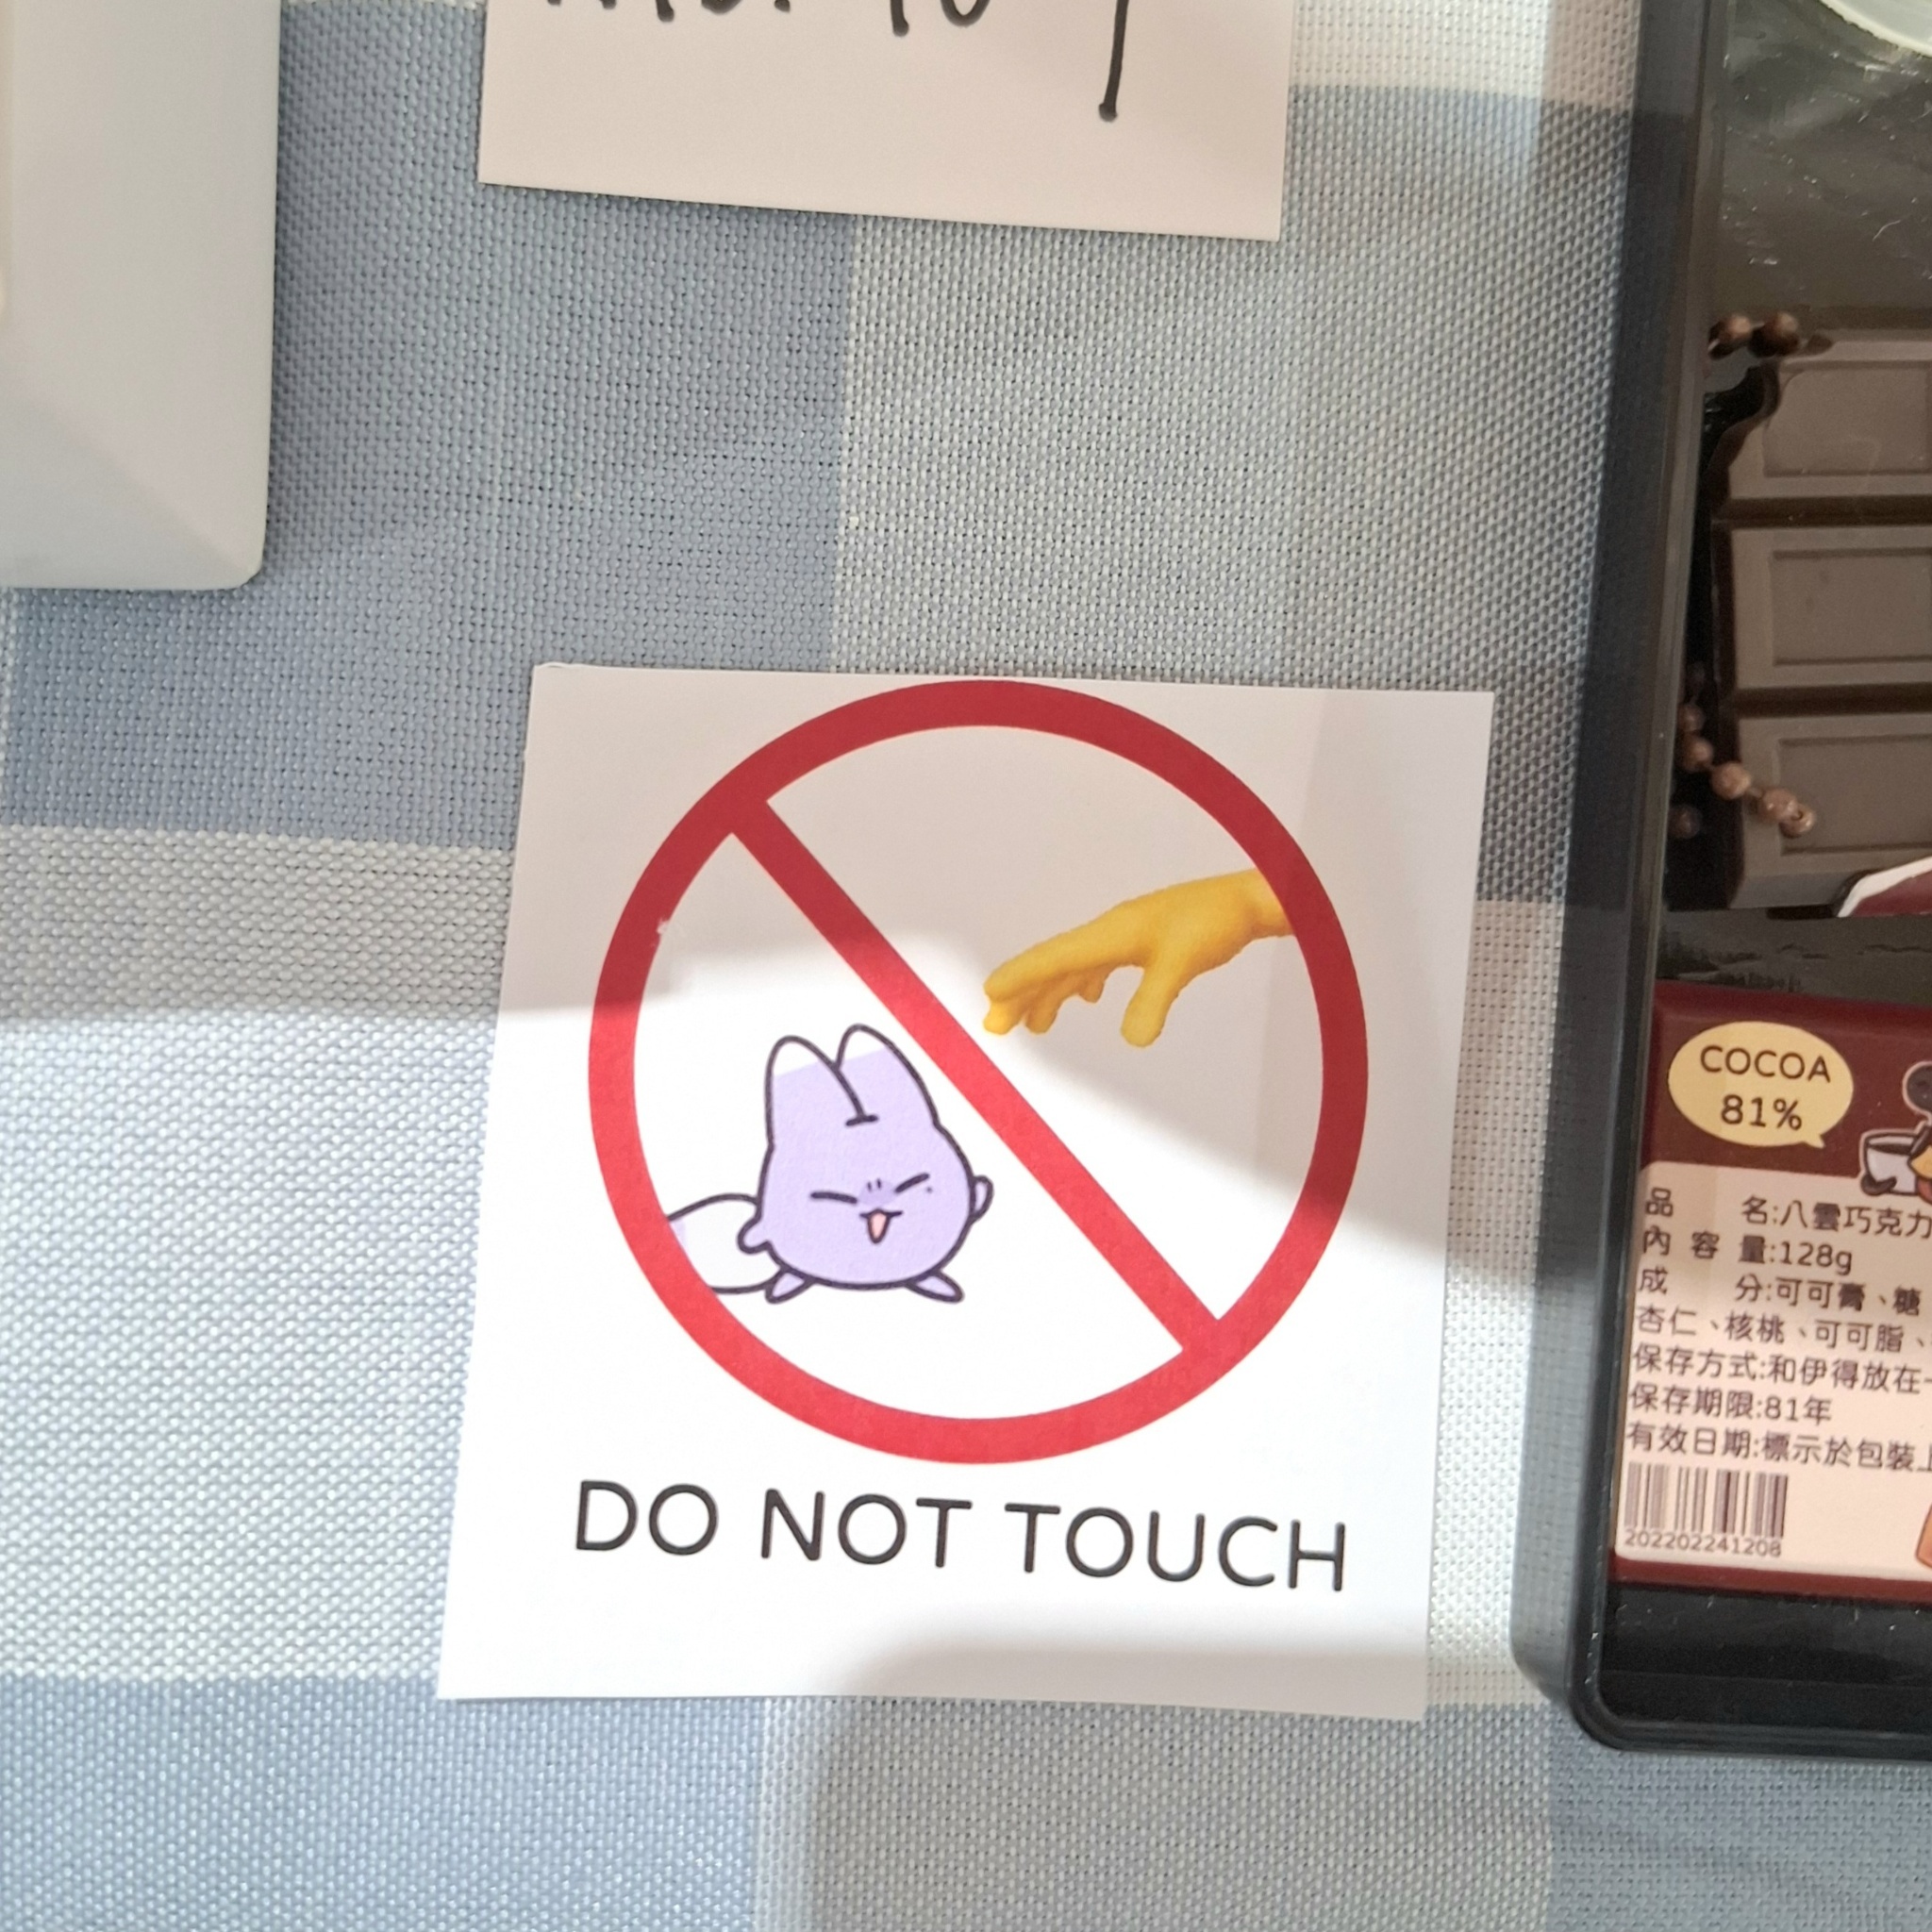 DO NOT TOUCH
COCOA
81%
品 名:八雲巧克力
內 容 量:128g
成 分:可可膏、糖
杏仁、核桃、可可脂、
保存方式:和伊得放在一
保存期限:81年
有效日期:標示於包裝上
202202241208